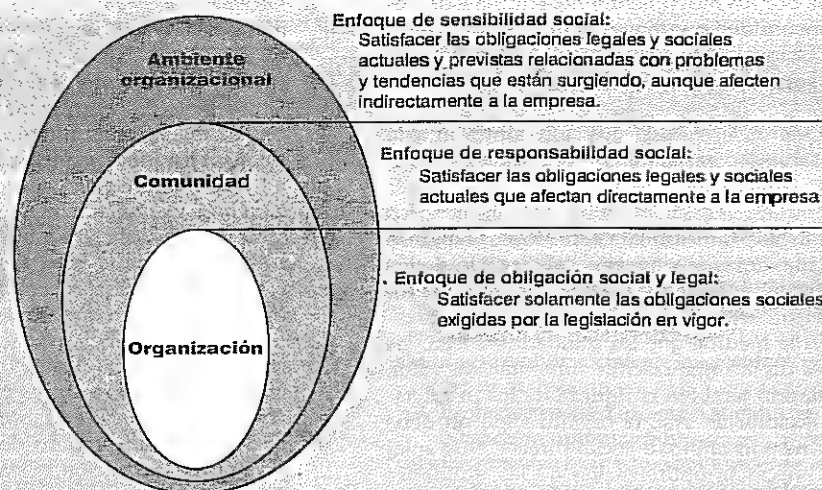 Ambiente
organizacional
Enfoque de sensibilidad social:
Satisfacer las obligaciones legales y sociales
actuales y previstas relacionadas con problemas
y tendencias que están surgiendo, aunque afecten
indirectamente a la empresa.
Comunidad
Enfoque de responsabilidad social:
Satisfacer las obligaciones legales y sociales
actuales que afectan directamente a la empresa
Organización
. Enfoque de obligación social y legal:
Satisfacer solamente las obligaciones sociales
exigidas por la legislación en vigor.